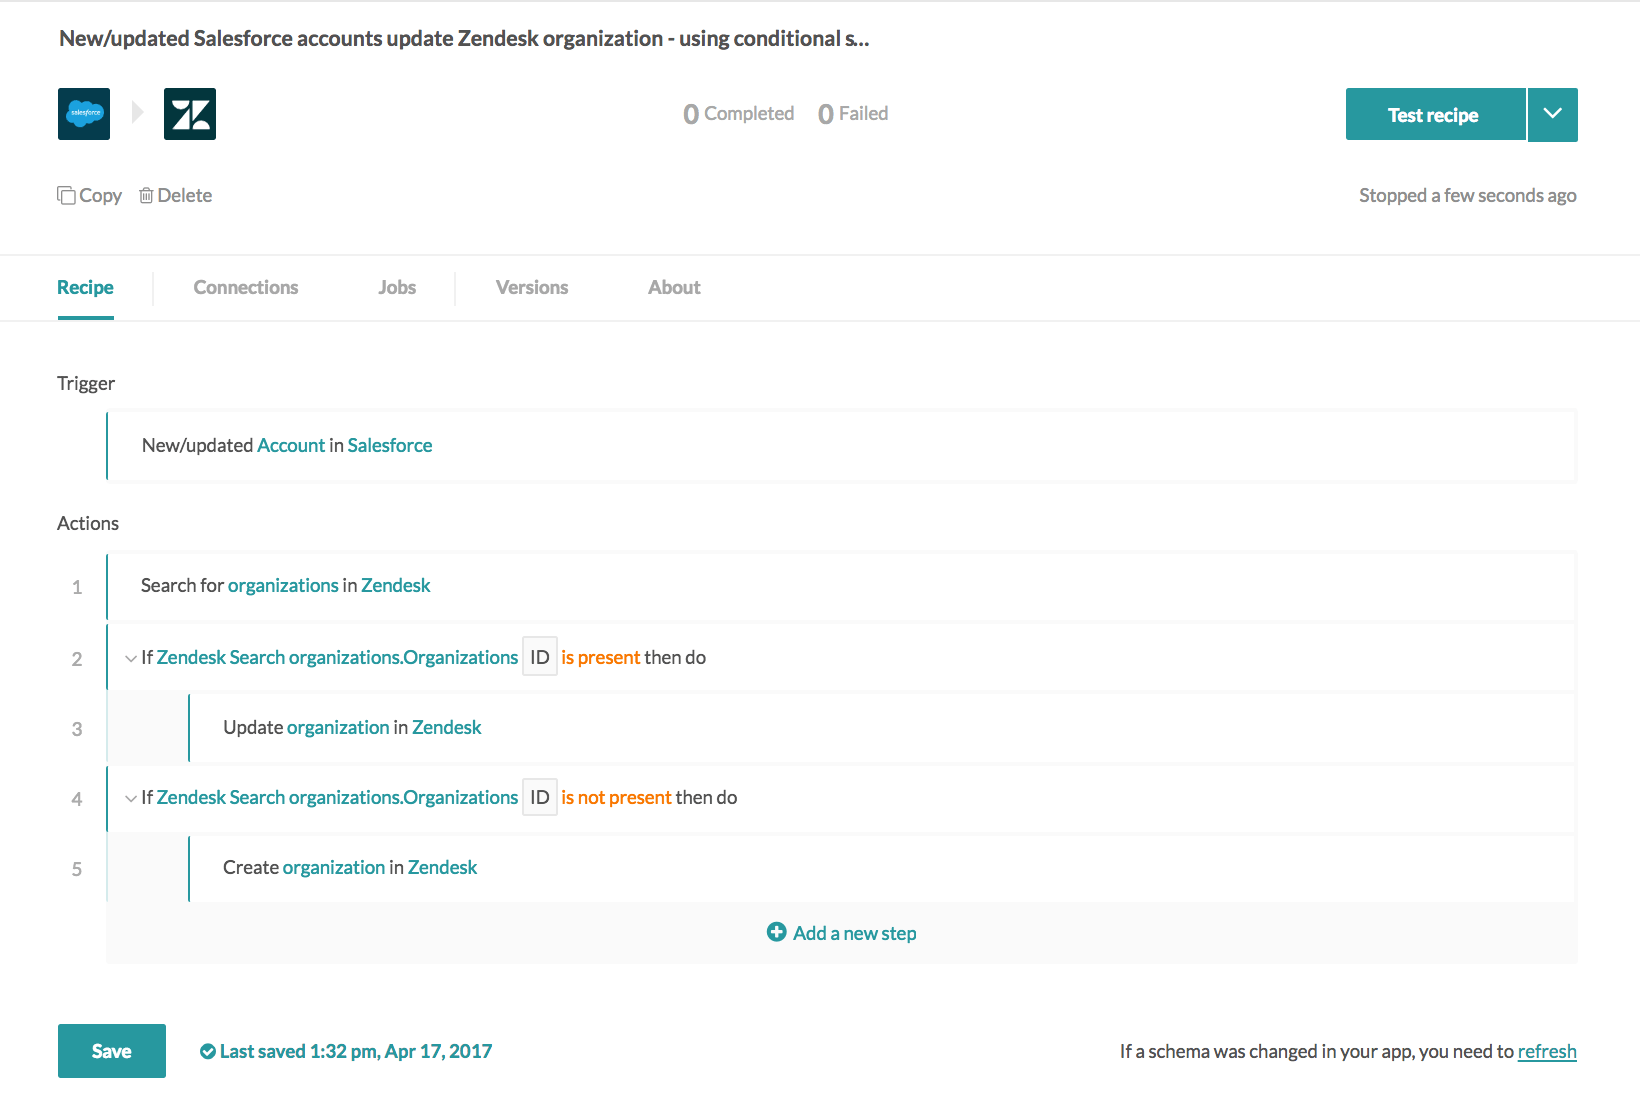 New/updated Salesforce accounts update Zendesk organization - using conditional s...
salesforce
0 Completed 0 Failed
Test recipe
Copy Delete
Stopped a few seconds ago
Recipe Connections Jobs Versions About
Trigger
New/updated Account in Salesforce
Actions
1 Search for organizations in Zendesk
2 If Zendesk Search organizations.Organizations ID is present then do
3 Update organization in Zendesk
4 If Zendesk Search organizations.Organizations ID is not present then do
5 Create organization in Zendesk
Add a new step
Save
Last saved 1:32 pm, Apr 17, 2017
If a schema was changed in your app, you need to refresh